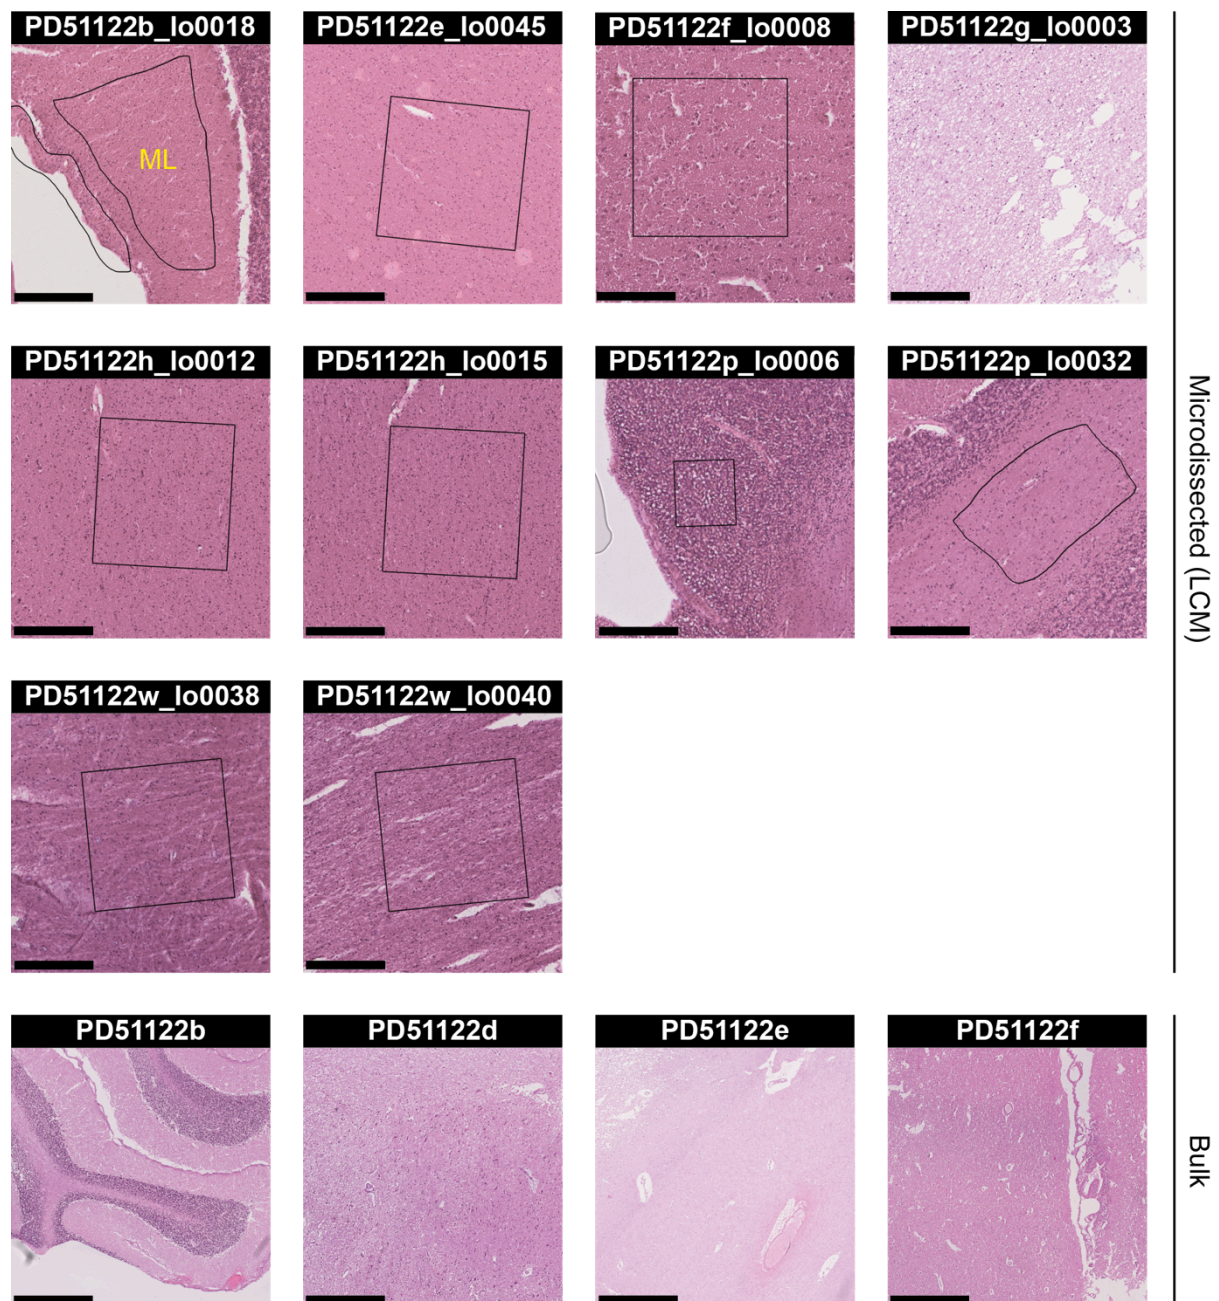 PD51122b_lo0018
PD51122e_lo0045
PD51122f_lo0008
PD51122g_lo0003
ML
PD51122h_lo0012
PD51122h_lo0015
PD51122p_lo0006
PD51122p_lo0032
Microdissected (LCM)
PD51122w_lo0038
PD51122w_lo0040
PD51122b
PD51122d
PD51122e
PD51122f
Bulk